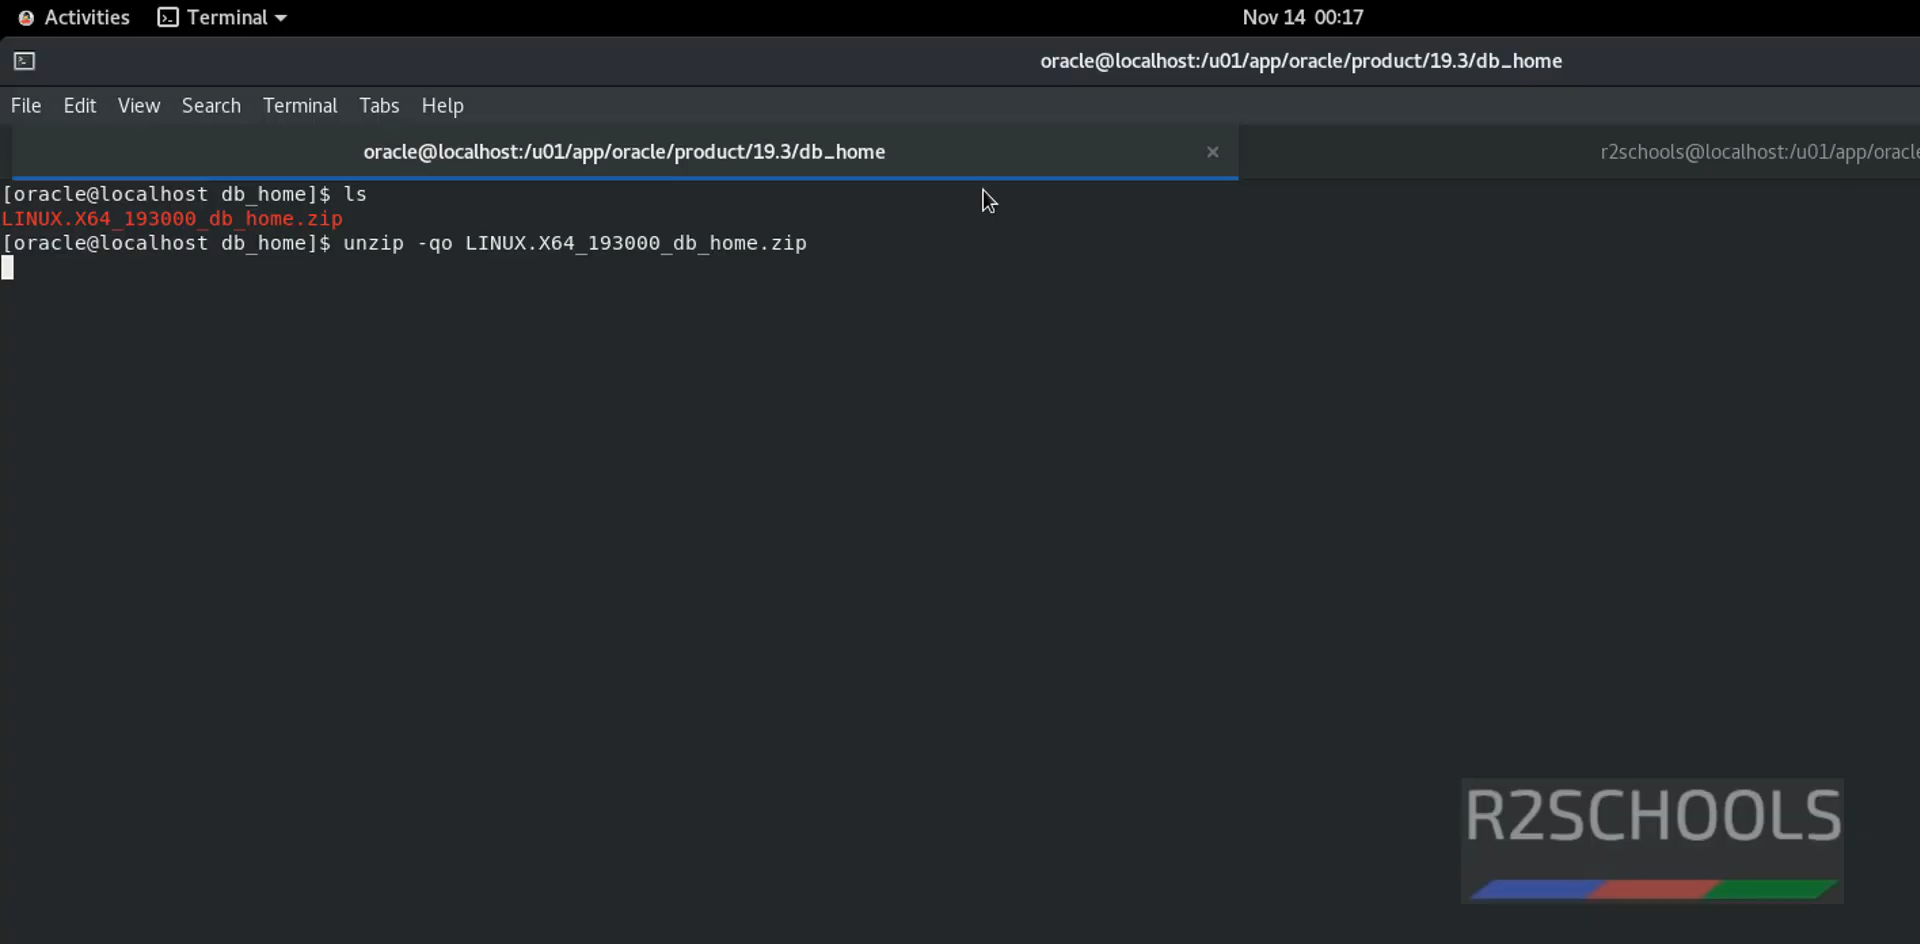 Activities Terminal Nov 14 00:17
oracle@localhost:/u01/app/oracle/product/19.3/db_home
File Edit View Search Terminal Tabs Help
oracle@localhost:/u01/app/oracle/product/19.3/db_home × r2schools@localhost:/u01/app/oracle
[oracle@localhost db_home]$ ls
LINUX.X64_193000_db_home.zip
[oracle@localhost db_home]$ unzip -qo LINUX.X64_193000_db_home.zip
R2SCHOOLS